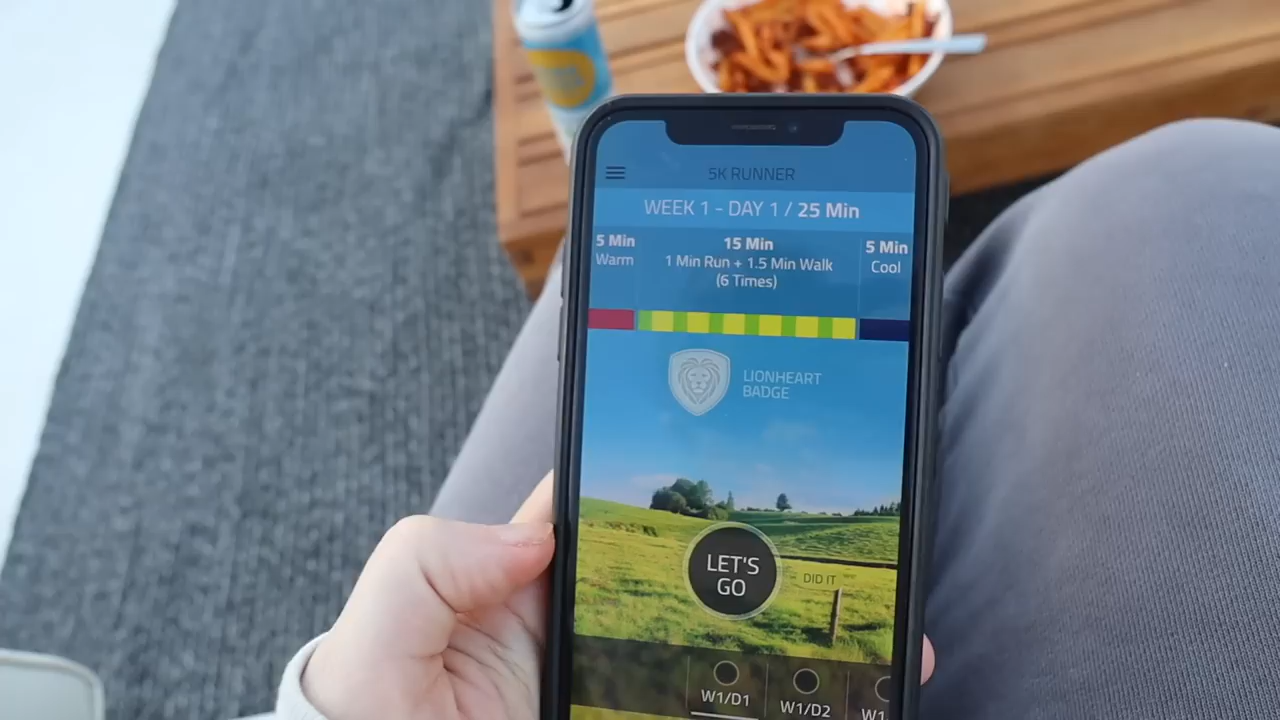 5K RUNNER
WEEK 1 - DAY 1 / 25 Min
5 Min
Warm
15 Min
1 Min Run + 1.5 Min Walk
(6 Times)
5 Min
Cool
LIONHEART
BADGE
LET'S
GO
DID IT
W1/D1
W1/D2
W1